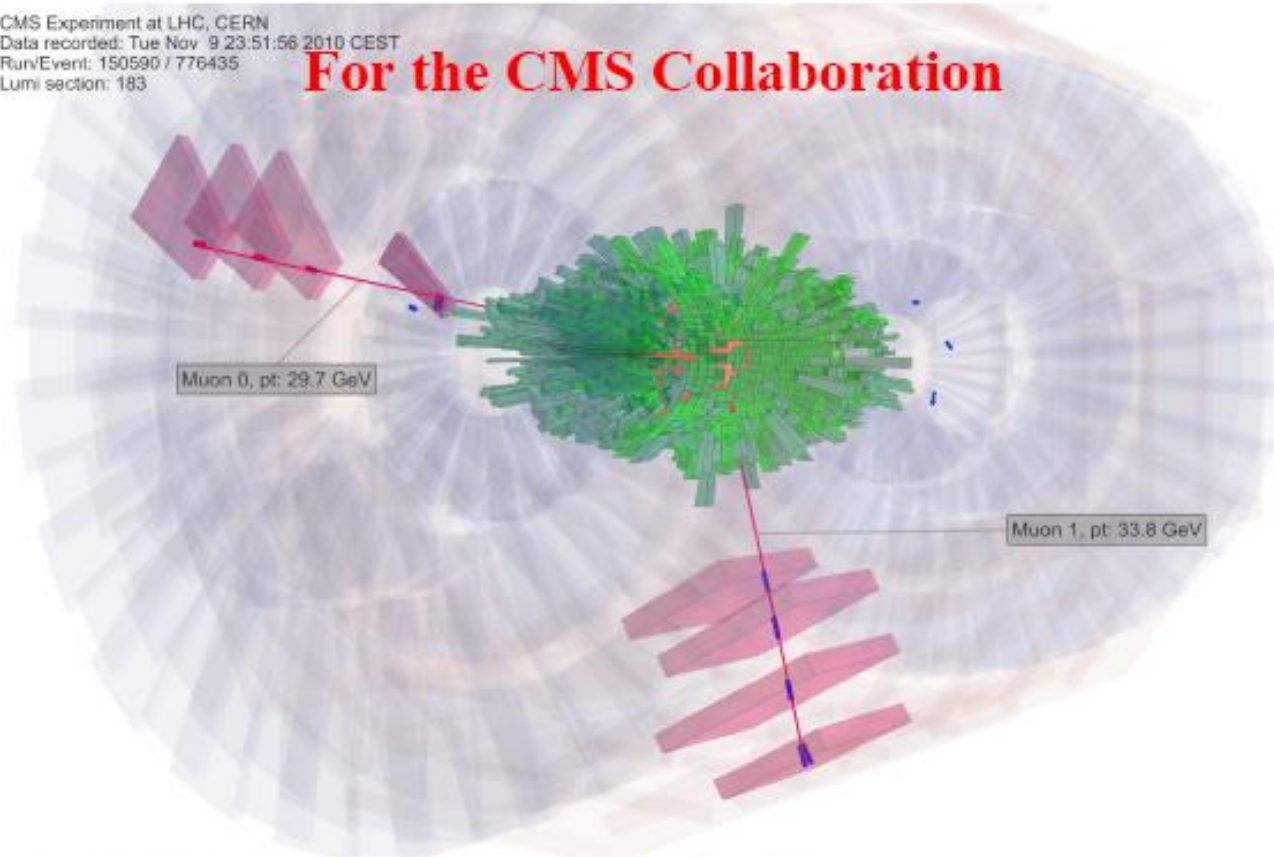 CMS Experiment at LHC, CERN
Data recorded: Tue Nov 9 23:51:56 2010 CEST
Run/Event: 150590 / 776435
Lumi section: 183
For the CMS Collaboration
Muon 0, pt: 29.7 GeV
Muon 1, pt: 33.8 GeV